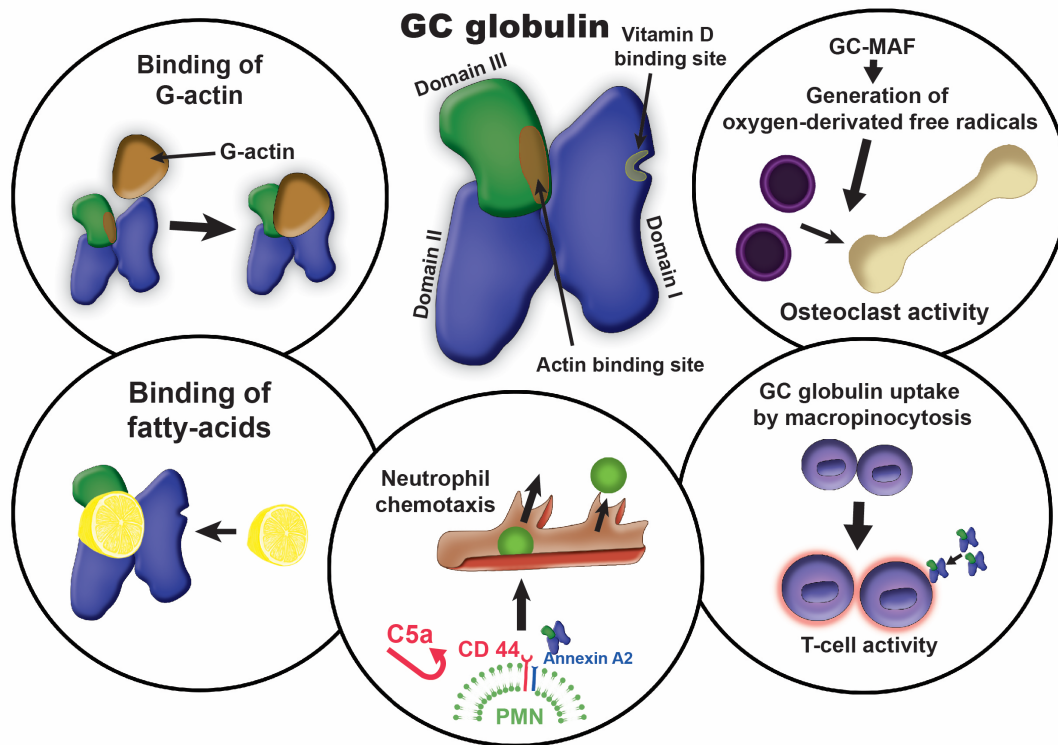 GC globulin
Vitamin D
binding site
Domain III
Domain II
Domain I
Actin binding site
Binding of
G-actin
G-actin
GC-MAF
Generation of
oxygen-derivated free radicals
Osteoclast activity
Binding of
fatty-acids
Neutrophil
chemotaxis
C5a
CD 44
Annexin A2
PMN
GC globulin uptake
by macropinocytosis
T-cell activity